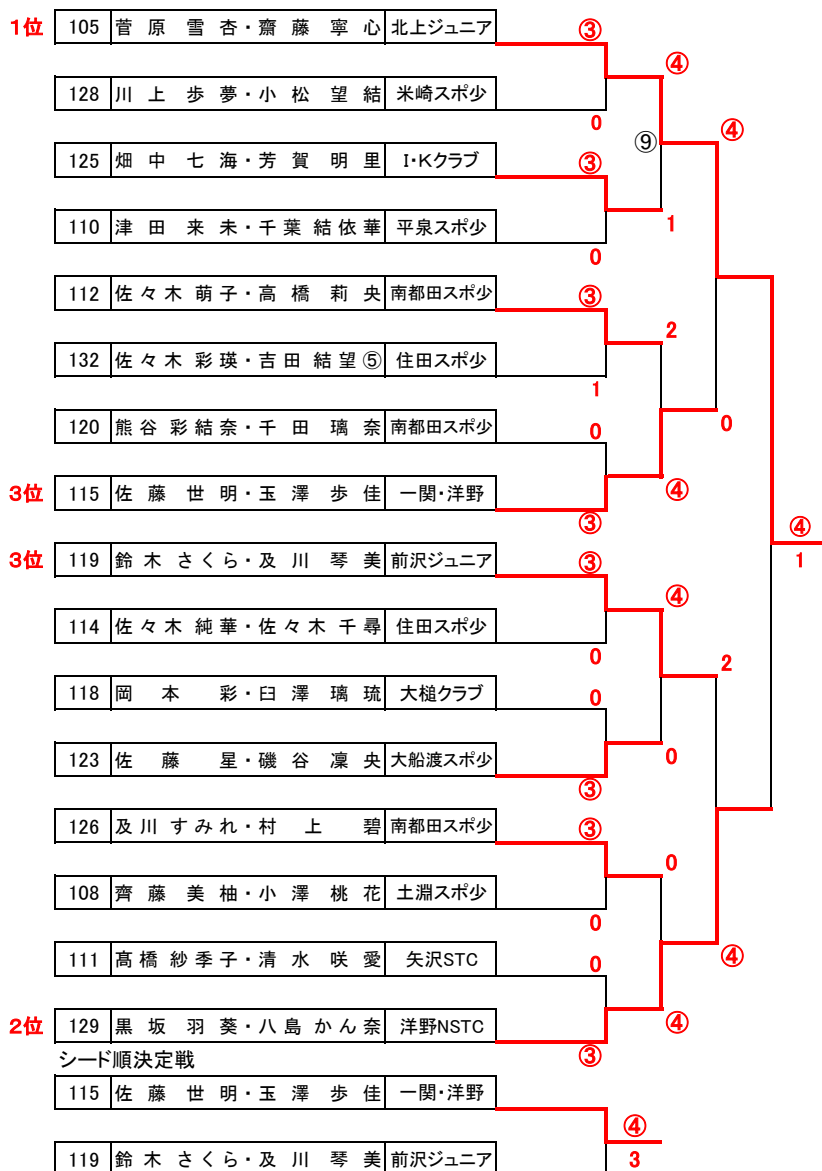 1位 105 菅原雪杏・齋藤寧心 北上ジュニア ③
④
128 川上歩夢・小松望結 米崎スポ少
0
④
⑨
125 畑中七海・芳賀明里 I・Kクラブ ③
1
110 津田来未・千葉結依華 平泉スポ少
0
112 佐々木萌子・高橋莉央 南都田スポ少 ③
2
132 佐々木彩瑛・吉田結望⑤ 住田スポ少
1
0
120 熊谷彩結奈・千田璃奈 南都田スポ少 0
3位 115 佐藤世明・玉澤歩佳 一関・洋野 ④
③
④
3位 119 鈴木さくら・及川琴美 前沢ジュニア ③ 1
④
114 佐々木純華・佐々木千尋 住田スポ少
0
2
118 岡本彩・臼澤璃琉 大槌クラブ 0
0
123 佐藤星・磯谷凜央 大船渡スポ少
③
126 及川すみれ・村上碧 南都田スポ少 ③
0
108 齊藤美柚・小澤桃花 土淵スポ少
0
④
111 髙橋紗季子・清水咲愛 矢沢STC 0
2位 129 黒坂羽葵・八島かん奈 洋野NSTC ④
③
シード順決定戦
115 佐藤世明・玉澤歩佳 一関・洋野
④
119 鈴木さくら・及川琴美 前沢ジュニア 3